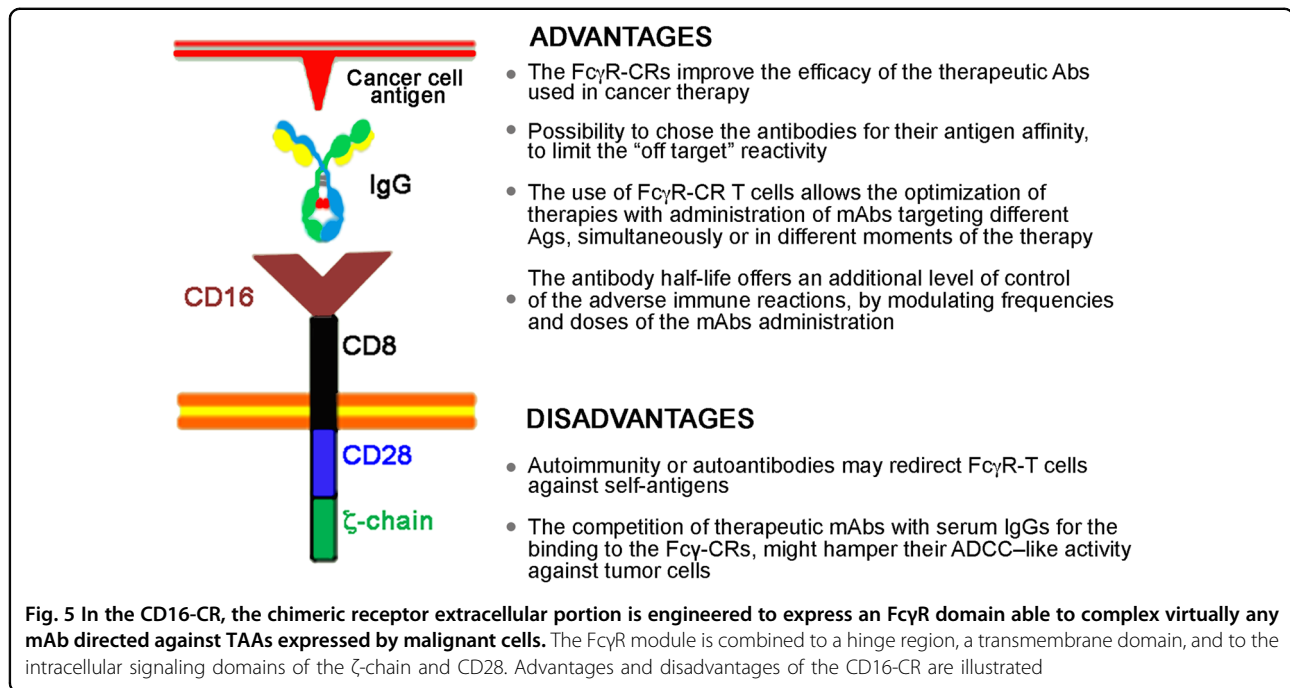 Cancer cell
antigen
IgG
CD16
CD8
CD28
ζ-chain
ADVANTAGES
• The FcγR-CRs improve the efficacy of the therapeutic Abs
used in cancer therapy
• Possibility to chose the antibodies for their antigen affinity,
to limit the “off target” reactivity
• The use of FcγR-CR T cells allows the optimization of
therapies with administration of mAbs targeting different
Ags, simultaneously or in different moments of the therapy
The antibody half-life offers an additional level of control
• of the adverse immune reactions, by modulating frequencies
and doses of the mAbs administration
DISADVANTAGES
• Autoimmunity or autoantibodies may redirect FcγR-T cells
against self-antigens
• The competition of therapeutic mAbs with serum IgGs for the
binding to the Fcγ-CRs, might hamper their ADCC–like activity
against tumor cells
Fig. 5 In the CD16-CR, the chimeric receptor extracellular portion is engineered to express an FcγR domain able to complex virtually any
mAb directed against TAAs expressed by malignant cells. The FcγR module is combined to a hinge region, a transmembrane domain, and to the
intracellular signaling domains of the ζ-chain and CD28. Advantages and disadvantages of the CD16-CR are illustrated